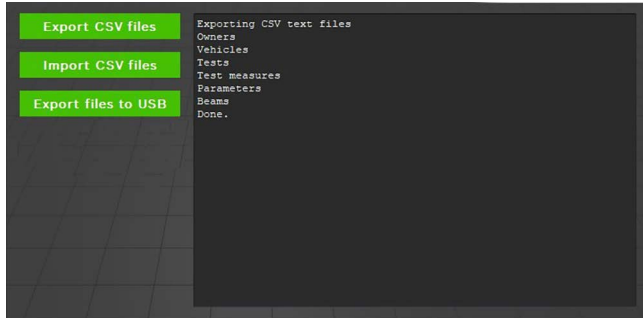 Export CSV files
Import CSV files
Export files to USB
Exporting CSV text files
Owners
Vehicles
Tests
Test measures
Parameters
Beams
Done.